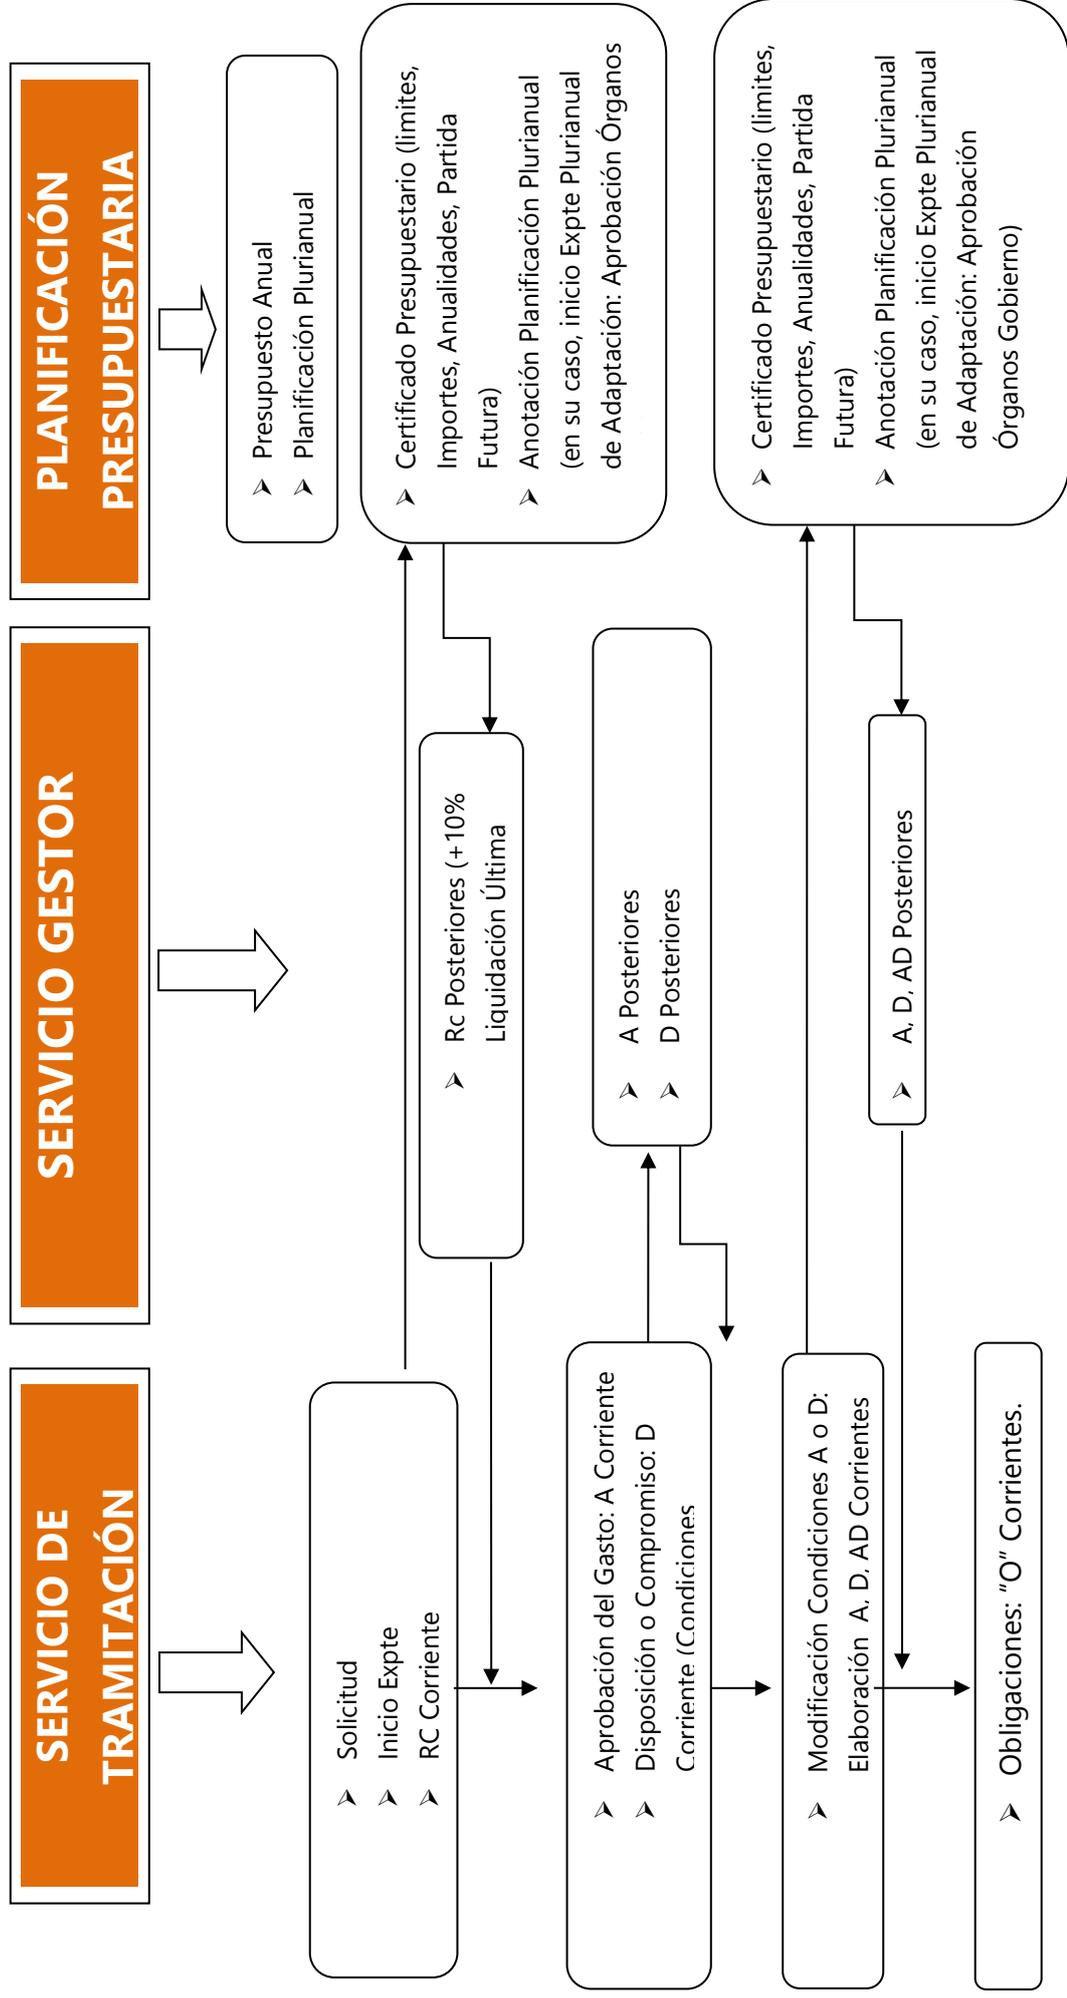 SERVICIO DE
TRAMITACIÓN
SERVICIO GESTOR
PLANIFICACIÓN
PRESUPUESTARIA
➢ Presupuesto Anual
➢ Planificación Plurianual
➢ Solicitud
➢ Inicio Expte
➢ RC Corriente
➢ Certificado Presupuestario (limites,
Importes, Anualidades, Partida
Futura)
➢ Anotación Planificación Plurianual
(en su caso, inicio Expte Plurianual
de Adaptación: Aprobación Órganos
➢ Rc Posteriores (+10%
Liquidación Última
➢ Aprobación del Gasto: A Corriente
➢ Disposición o Compromiso: D
Corriente (Condiciones
➢ A Posteriores
➢ D Posteriores
➢ Modificación Condiciones A o D:
Elaboración A, D, AD Corrientes
➢ Certificado Presupuestario (limites,
Importes, Anualidades, Partida
Futura)
➢ Anotación Planificación Plurianual
(en su caso, inicio Expte Plurianual
de Adaptación: Aprobación
Órganos Gobierno)
➢ A, D, AD Posteriores
➢ Obligaciones: "O" Corrientes.